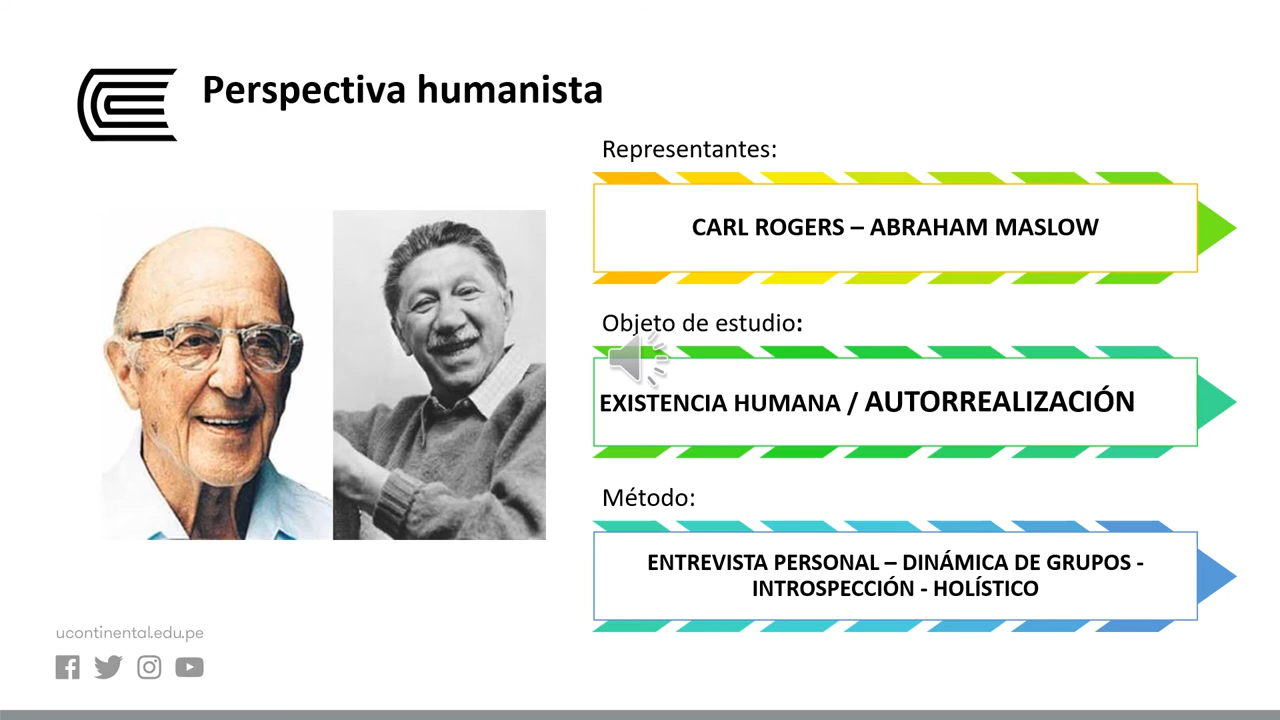 Perspectiva humanista
Representantes:
CARL ROGERS – ABRAHAM MASLOW
Objeto de estudio:
EXISTENCIA HUMANA / AUTORREALIZACIÓN
Método:
ENTREVISTA PERSONAL – DINÁMICA DE GRUPOS -
INTROSPECCIÓN - HOLÍSTICO
ucontinental.edu.pe